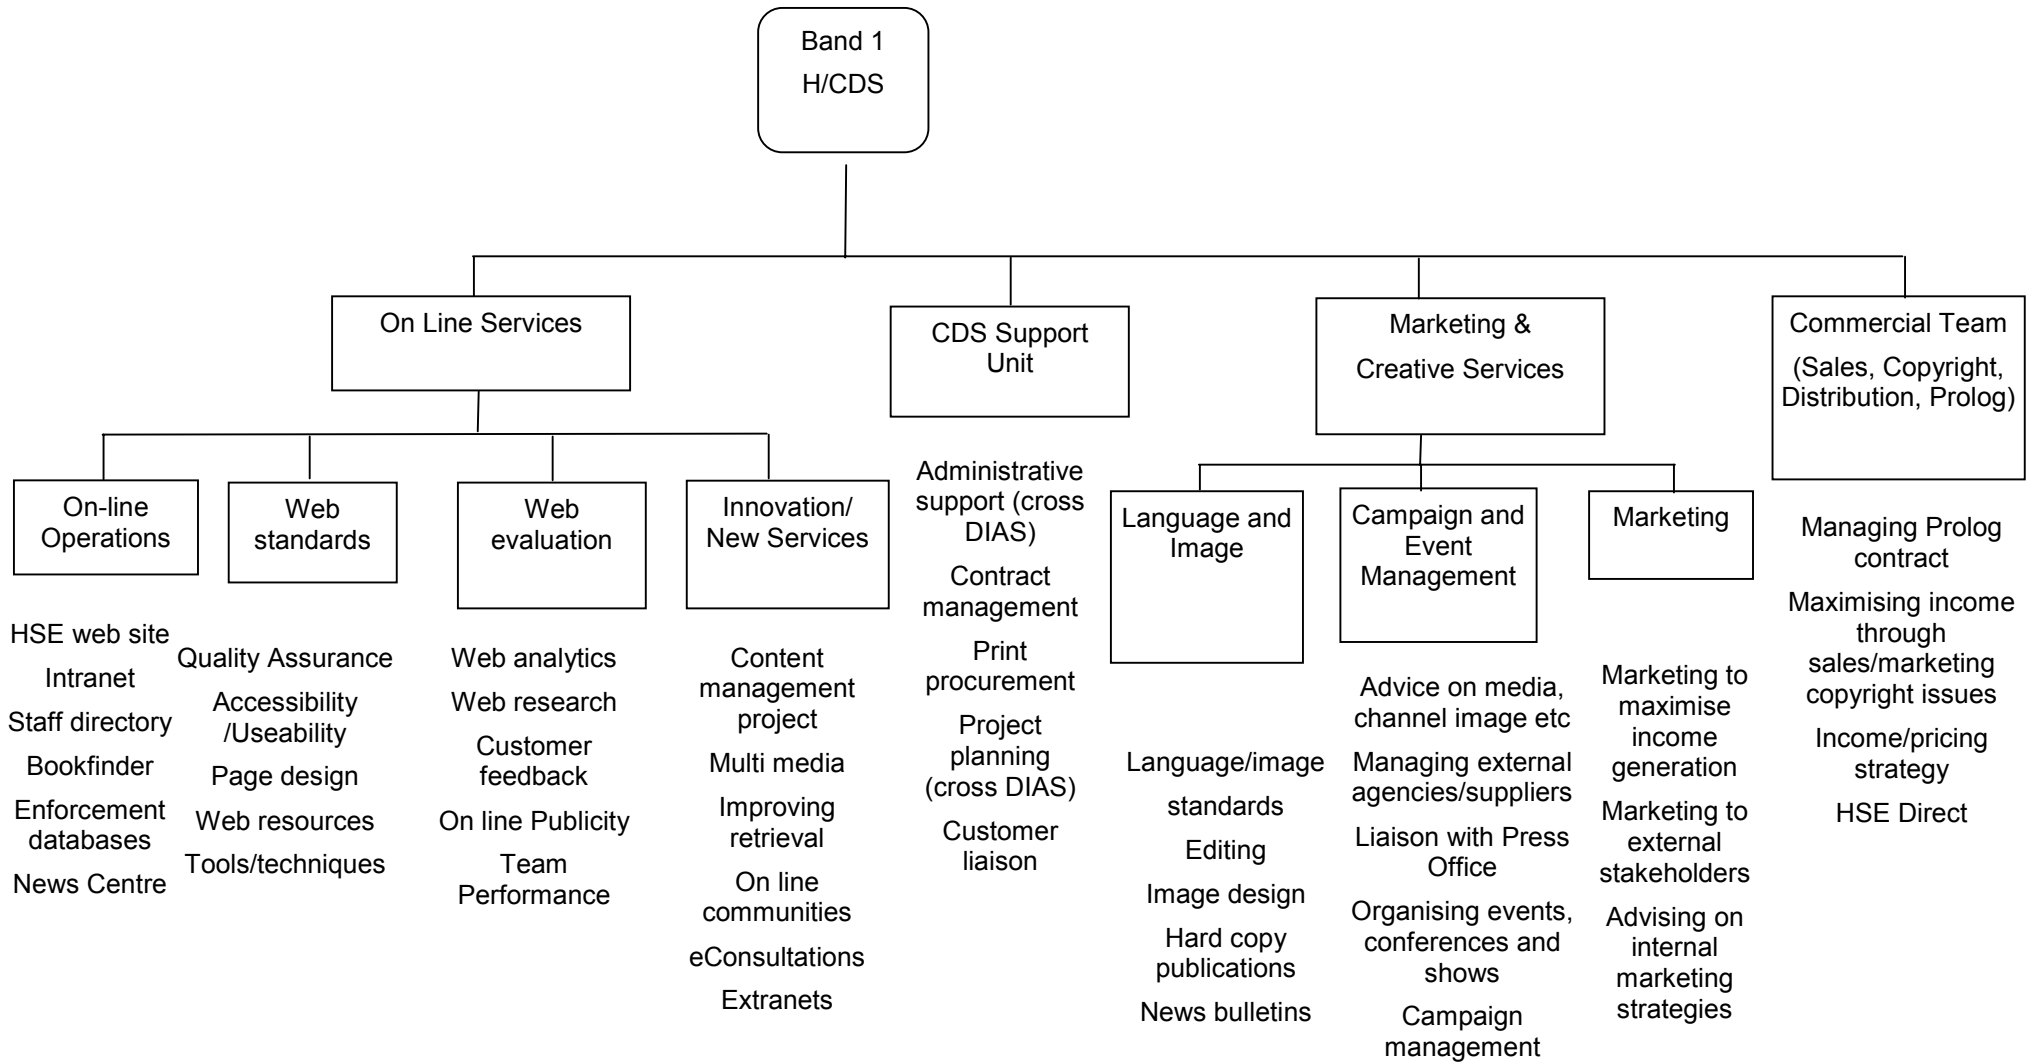 Band 1
H/CDS
On Line Services
CDS Support
Unit
Marketing &
Creative Services
Commercial Team
(Sales, Copyright,
Distribution, Prolog)
On-line
Operations
Web
standards
Web
evaluation
Innovation/
New Services
Language and
Image
Campaign and
Event
Management
Marketing
HSE web site
Intranet
Staff directory
Bookfinder
Enforcement
databases
News Centre
Quality Assurance
Accessibility
/Useability
Page design
Web resources
Tools/techniques
Web analytics
Web research
Customer
feedback
On line Publicity
Team
Performance
Content
management
project
Multi media
Improving
retrieval
On line
communities
eConsultations
Extranets
Administrative
support (cross
DIAS)
Contract
management
Print
procurement
Project
planning
(cross DIAS)
Customer
liaison
Language/image
standards
Editing
Image design
Hard copy
publications
News bulletins
Advice on media,
channel image etc
Managing external
agencies/suppliers
Liaison with Press
Office
Organising events,
conferences and
shows
Campaign
management
Marketing to
maximise
income
generation
Marketing to
external
stakeholders
Advising on
internal
marketing
strategies
Managing Prolog
contract
Maximising income
through
sales/marketing
copyright issues
Income/pricing
strategy
HSE Direct